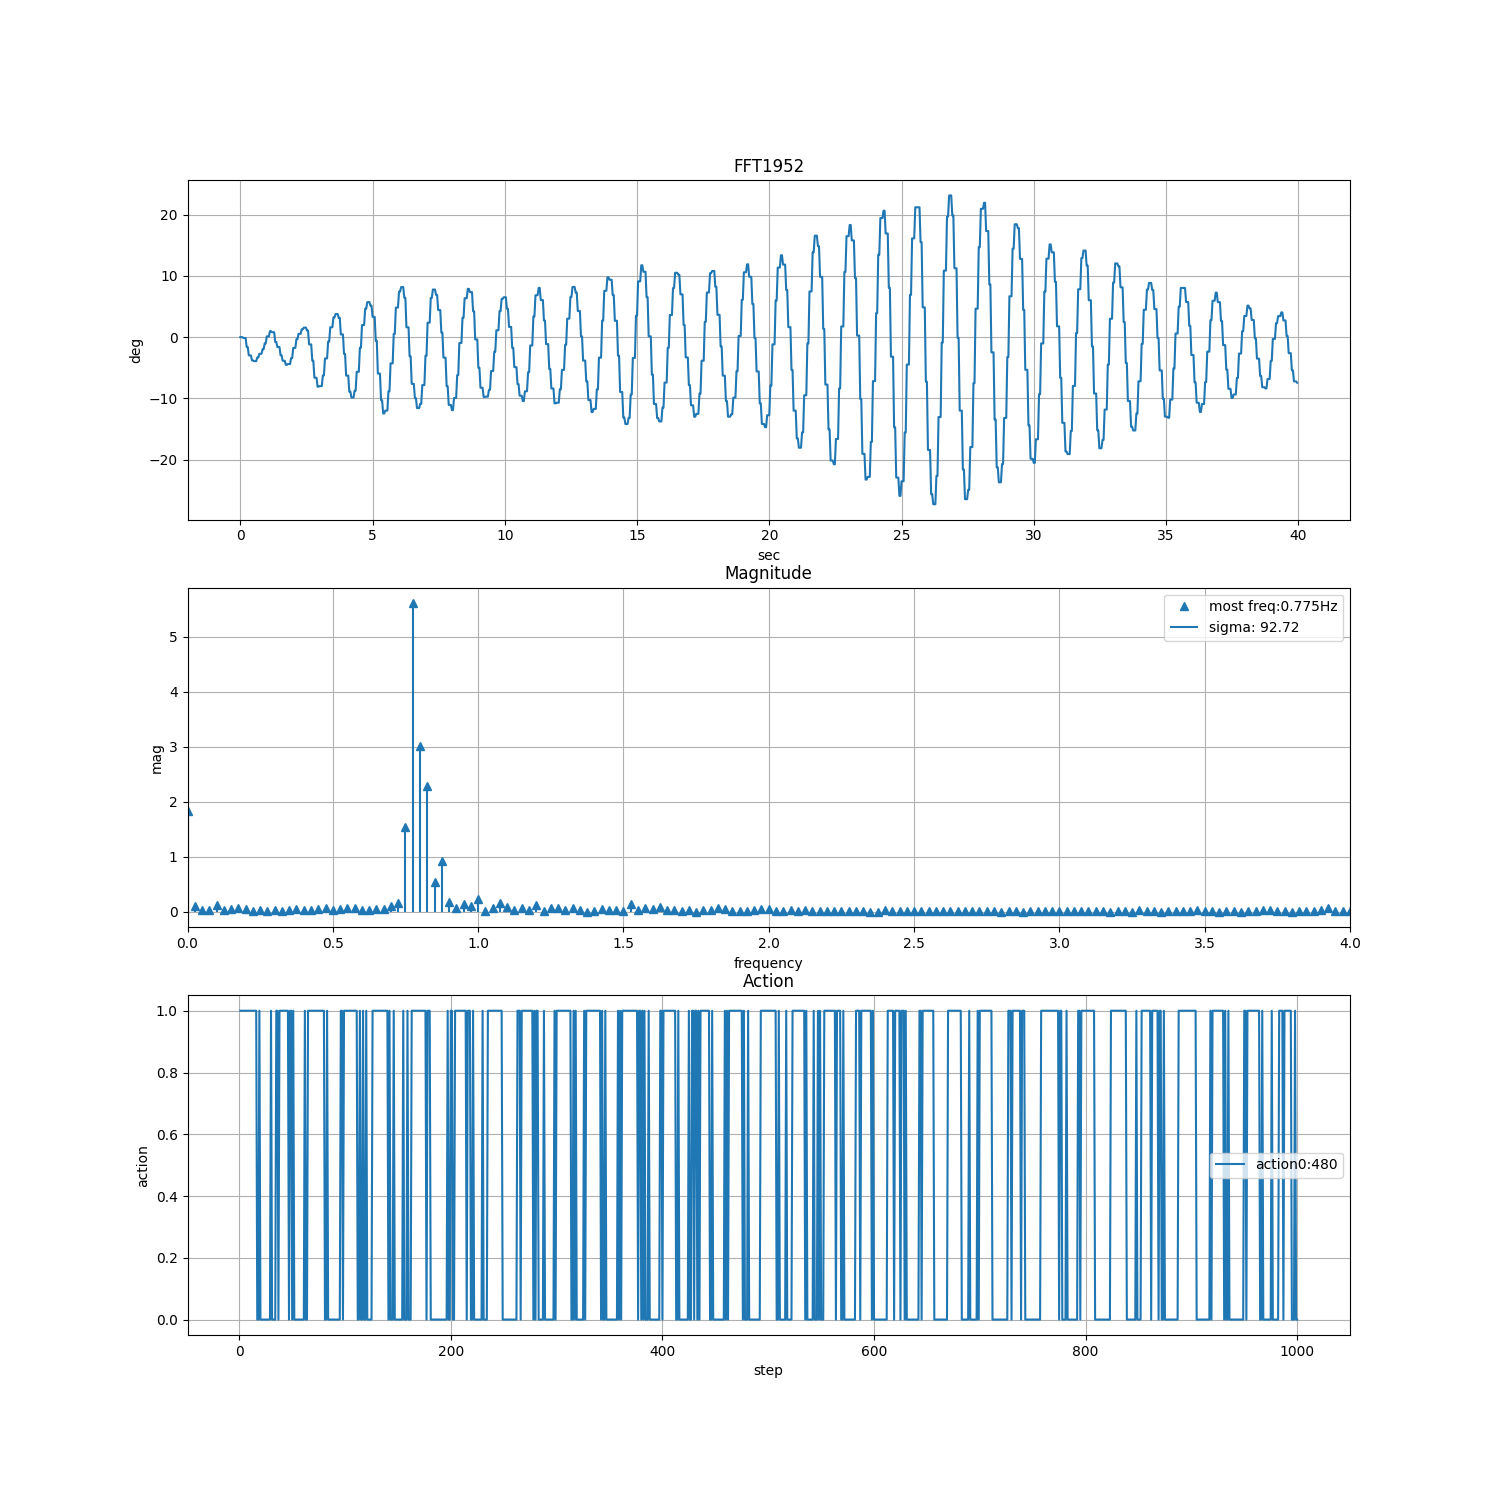 FFT1952
20
10
0
−10
−20
deg
0 5 10 15 20 25 30 35 40
sec
Magnitude
most freq:0.775Hz
sigma: 92.72
5
4
3
2
1
0
mag
0.0 0.5 1.0 1.5 2.0 2.5 3.0 3.5 4.0
frequency
Action
1.0
0.8
0.6
0.4
0.2
0.0
action
action0:480
0 200 400 600 800 1000
step